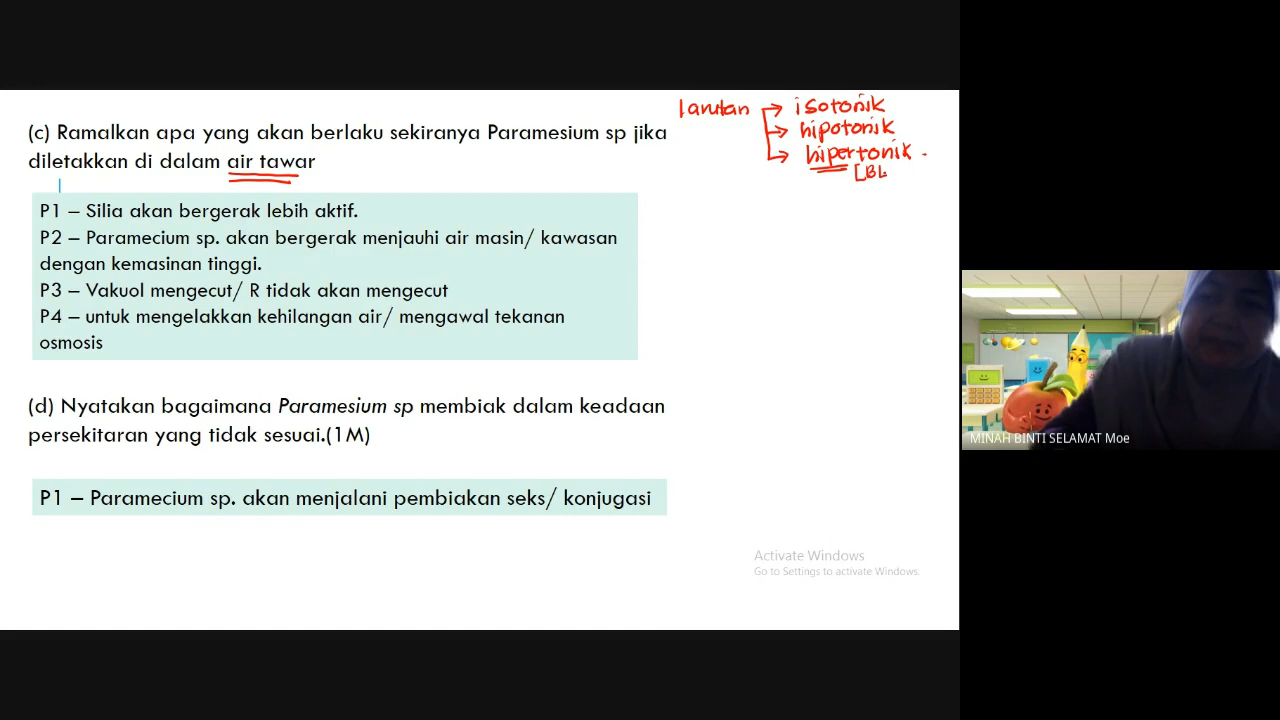 larutan → isotonik
→ hipotonik
→ hipertonik.
[BL
(c) Ramalkan apa yang akan berlaku sekiranya Paramesium sp jika
diletakkan di dalam air tawar
P1 – Silia akan bergerak lebih aktif.
P2 – Paramecium sp. akan bergerak menjauhi air masin/ kawasan
dengan kemasinan tinggi.
P3 – Vakuol mengecut/ R tidak akan mengecut
P4 – untuk mengelakkan kehilangan air/ mengawal tekanan
osmosis
(d) Nyatakan bagaimana Paramesium sp membiak dalam keadaan
persekitaran yang tidak sesuai.(1M)
P1 – Paramecium sp. akan menjalani pembiakan seks/ konjugasi
Activate Windows
Go to Settings to activate Windows.
MINAH BINTI SELAMAT Moe